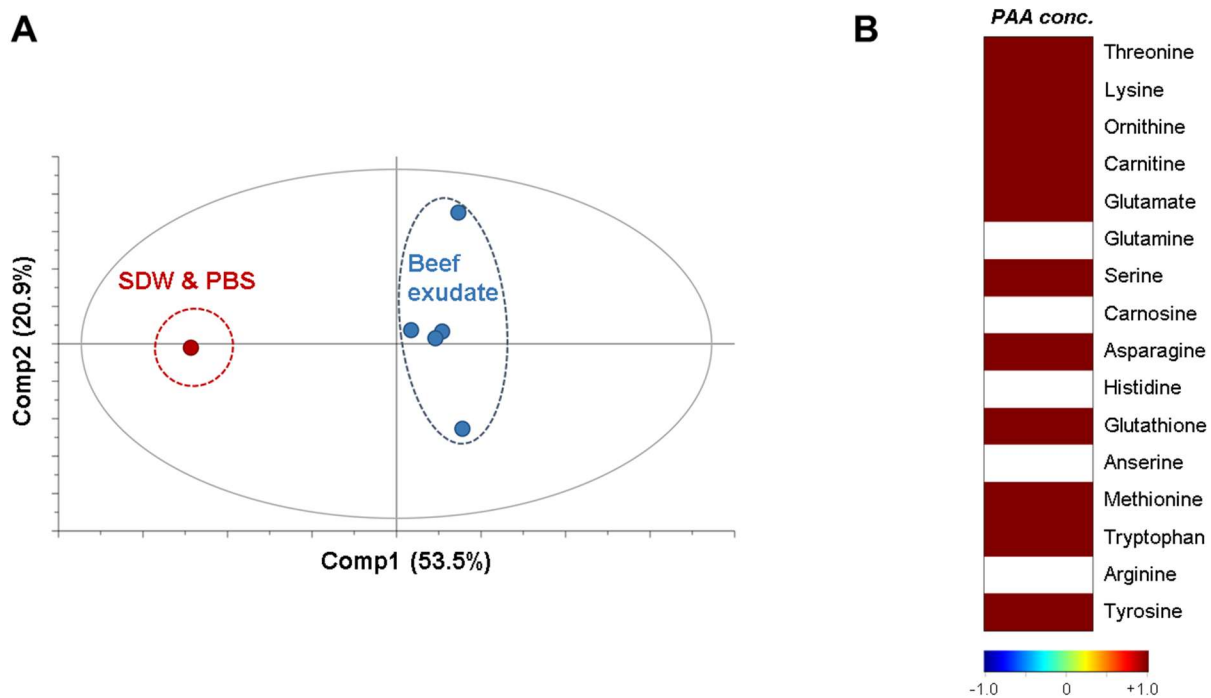 A
B
PAA conc.
Threonine
Lysine
Ornithine
Carnitine
Glutamate
Glutamine
Serine
Carnosine
Asparagine
Histidine
Glutathione
Anserine
Methionine
Tryptophan
Arginine
Tyrosine
-1.0 0 +1.0
SDW & PBS
Beef
exudate
Comp2 (20.9%)
Comp1 (53.5%)